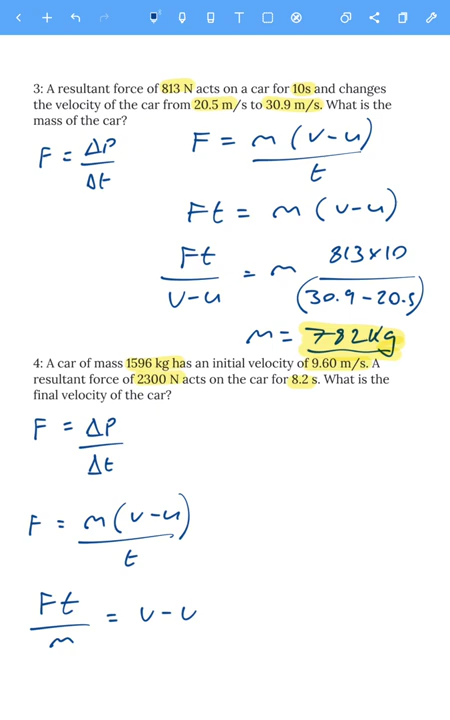 3: A resultant force of 813 N acts on a car for 10s and changes
the velocity of the car from 20.5 m/s to 30.9 m/s. What is the
mass of the car?
F = ΔP/Δt
F = m(v-u)/t
Ft = m(v-u)
Ft/(v-u) = m
813×10/(30.9-20.5)
m = 782kg
4: A car of mass 1596 kg has an initial velocity of 9.60 m/s. A
resultant force of 2300 N acts on the car for 8.2 s. What is the
final velocity of the car?
F = ΔP/Δt
F = m(v-u)/t
Ft/m = v-u